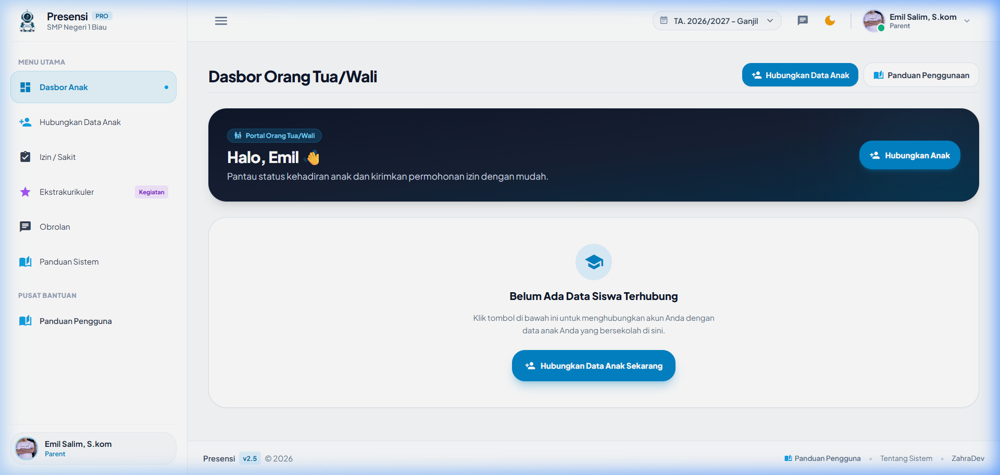 Presensi PRO
SMP Negeri 1 Biau
TA. 2026/2027 - Ganjil
Emil Salim, S.kom
Parent
MENU UTAMA
Dasbor Anak
Hubungkan Data Anak
Izin / Sakit
Ekstrakurikuler Kegiatan
Obrolan
Panduan Sistem
PUSAT BANTUAN
Panduan Pengguna
Emil Salim, S.kom
Parent
Dasbor Orang Tua/Wali
Hubungkan Data Anak
Panduan Penggunaan
Portal Orang Tua/Wali
Halo, Emil 👋
Pantau status kehadiran anak dan kirimkan permohonan izin dengan mudah.
Hubungkan Anak
Belum Ada Data Siswa Terhubung
Klik tombol di bawah ini untuk menghubungkan akun Anda dengan
data anak Anda yang bersekolah di sini.
Hubungkan Data Anak Sekarang
Presensi v2.5 © 2026
Panduan Pengguna • Tentang Sistem • ZahraDev